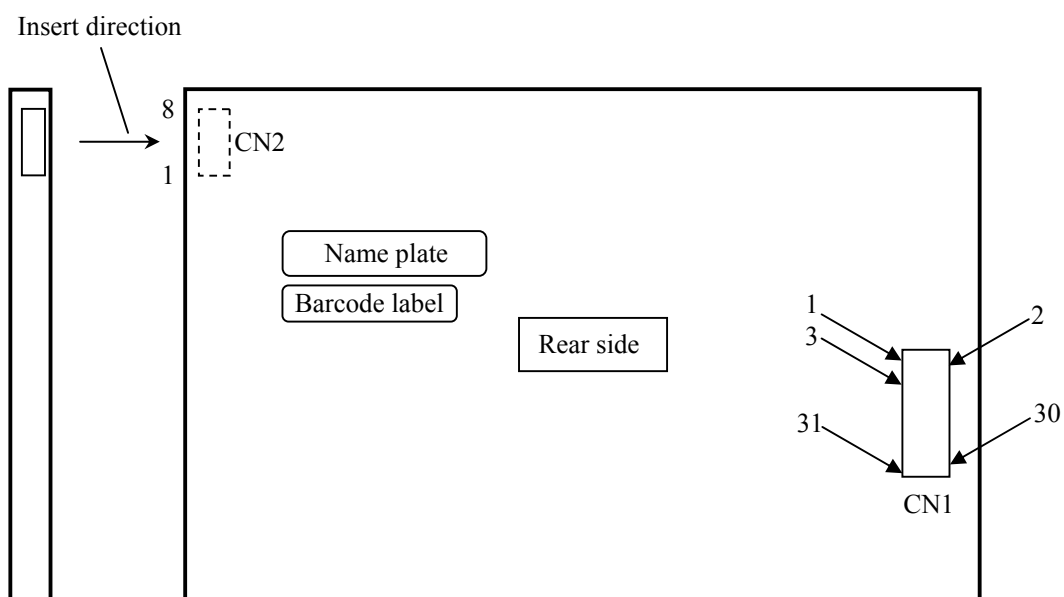 Insert direction
8
CN2
1
Name plate
Barcode label
Rear side
1
2
3
31
30
CN1